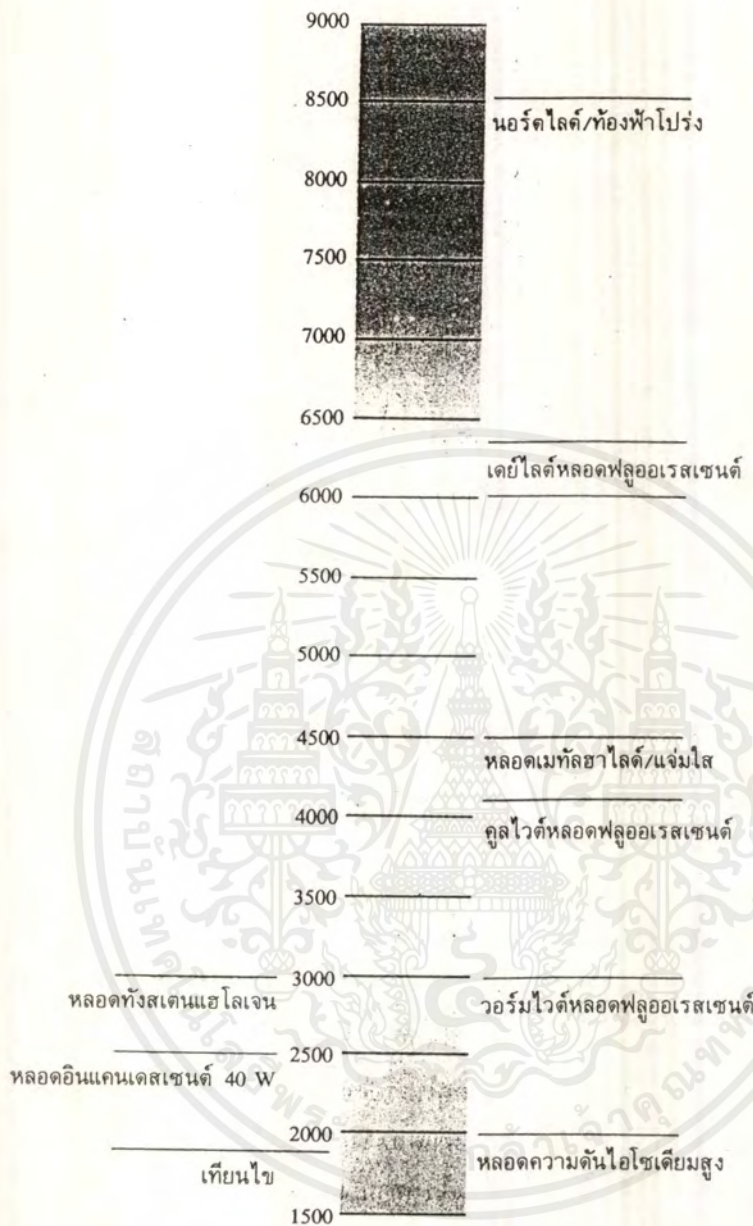 9000
8500
นอร์ตไลต์/ท้องฟ้าโปร่ง
8000
7500
7000
6500
เดย์ไลต์หลอดฟลูออเรสเซนต์
6000
5500
5000
4500
หลอดเมทัลฮาไลด์/แจ่มใส
4000
คูลไวต์หลอดฟลูออเรสเซนต์
3500
3000
หลอดทังสเตนแฮโลเจน
วอร์มไวต์หลอดฟลูออเรสเซนต์
2500
หลอดอินแคนเดสเซนต์ 40 W
2000
เทียนไข
หลอดความดันไอโซเดียมสูง
1500